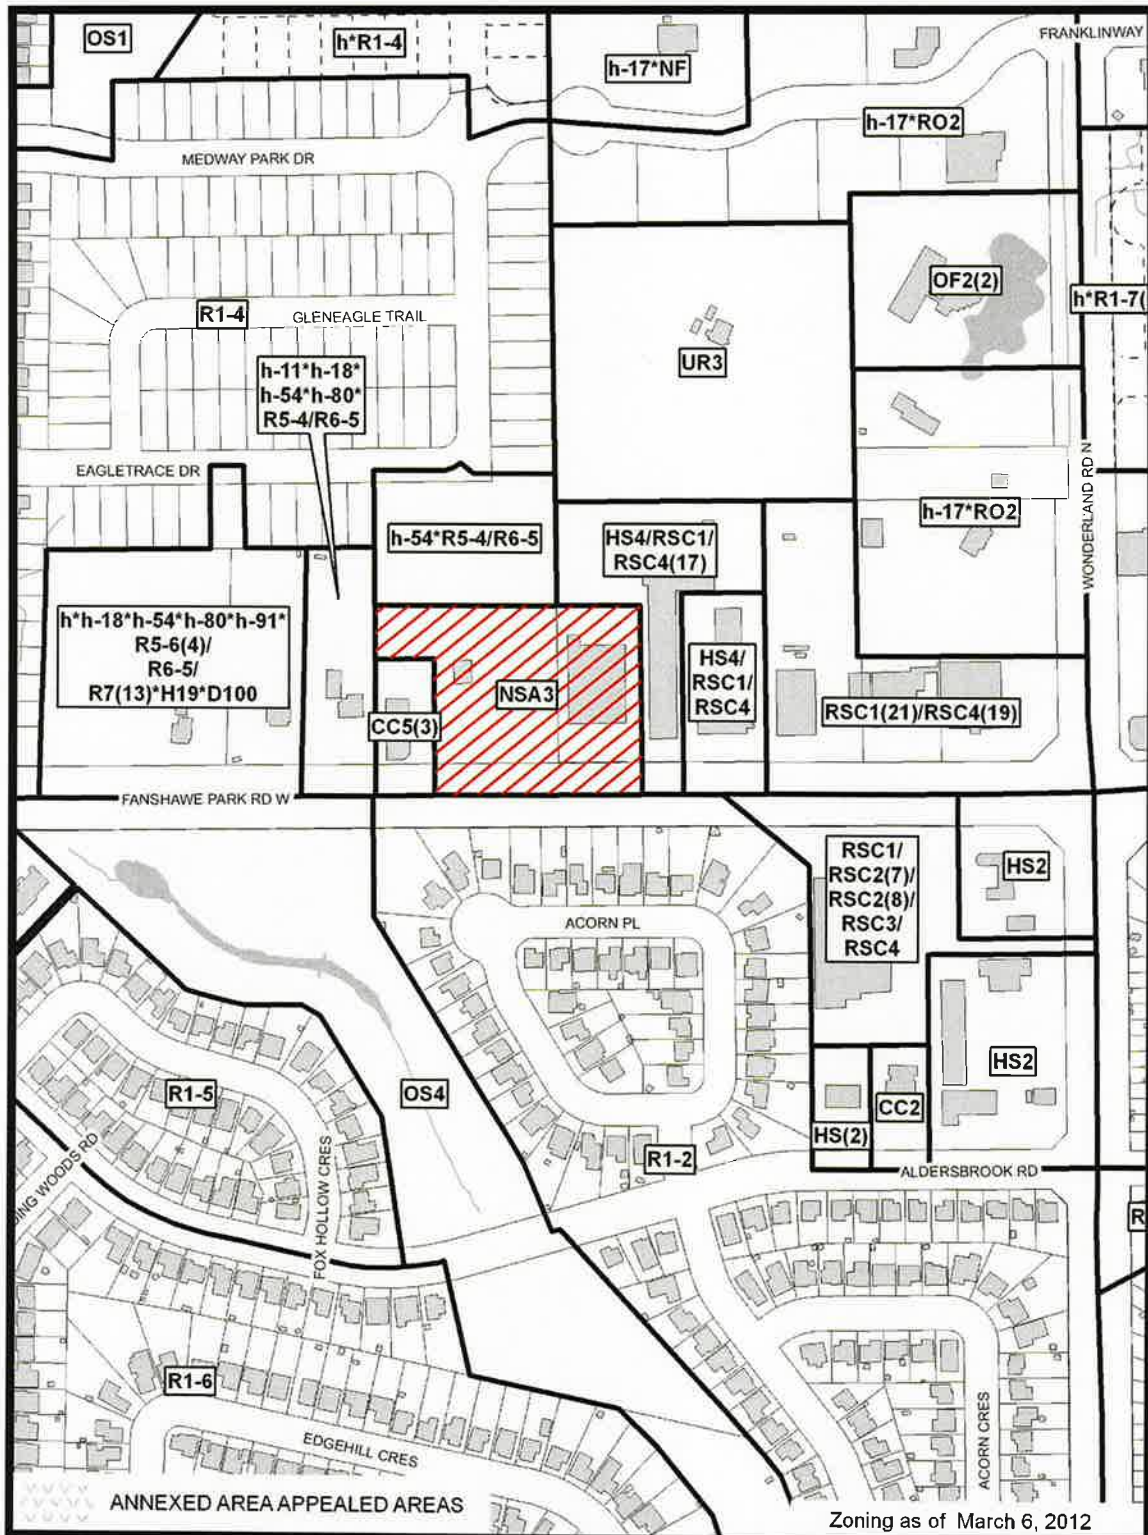 OS1
h*R1-4
h-17*NF
FRANKLINWAY
h-17*RO2
MEDWAY PARK DR
OF2(2)
h*R1-7(
R1-4
GLENEAGLE TRAIL
UR3
h-11*h-18*
h-54*h-80*
R5-4/R6-5
EAGLETRACE DR
WONDERLAND RD N
h-17*RO2
h-54*R5-4/R6-5
HS4/RSC1/
RSC4(17)
h*h-18*h-54*h-80*h-91*
R5-6(4)/
R6-5/
R7(13)*H19*D100
HS4/
RSC1/
RSC4
NSA3
CC5(3)
RSC1(21)/RSC4(19)
FANSHAWE PARK RD W
RSC1/
RSC2(7)/
RSC2(8)/
RSC3/
RSC4
HS2
ACORN PL
HS2
R1-5
OS4
CC2
HS(2)
R1-2
ALDERSBROOK RD
DING WOODS RD
FOX HOLLOW CRES
R
R1-6
EDGEHILL CRES
ACORN CRES
ANNEXED AREA APPEALED AREAS
Zoning as of March 6, 2012